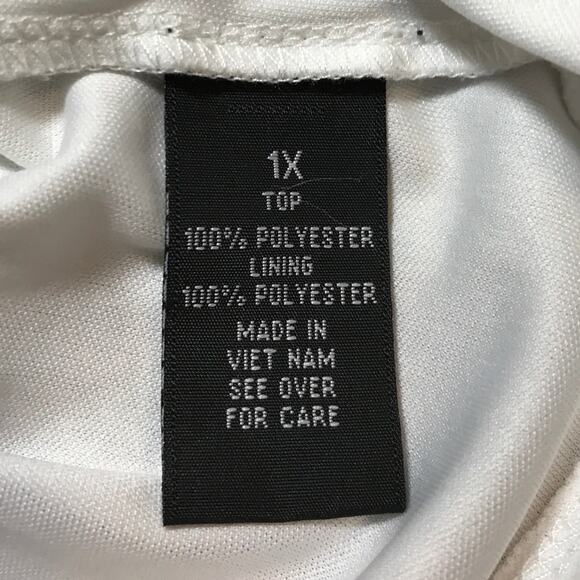 1X
TOP
100% POLYESTER
LINING
100% POLYESTER
MADE IN
VIET NAM
SEE OVER
FOR CARE